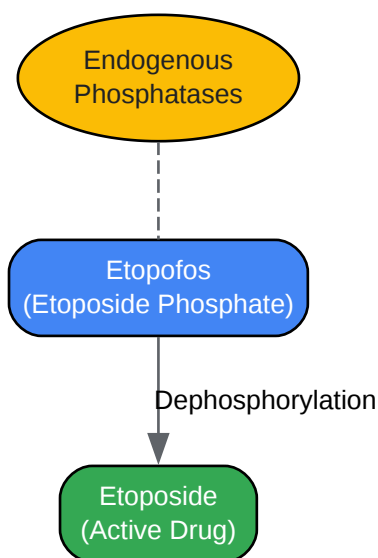 Endogenous
Phosphatases
Etopofos
(Etoposide Phosphate)
Dephosphorylation
Etoposide
(Active Drug)